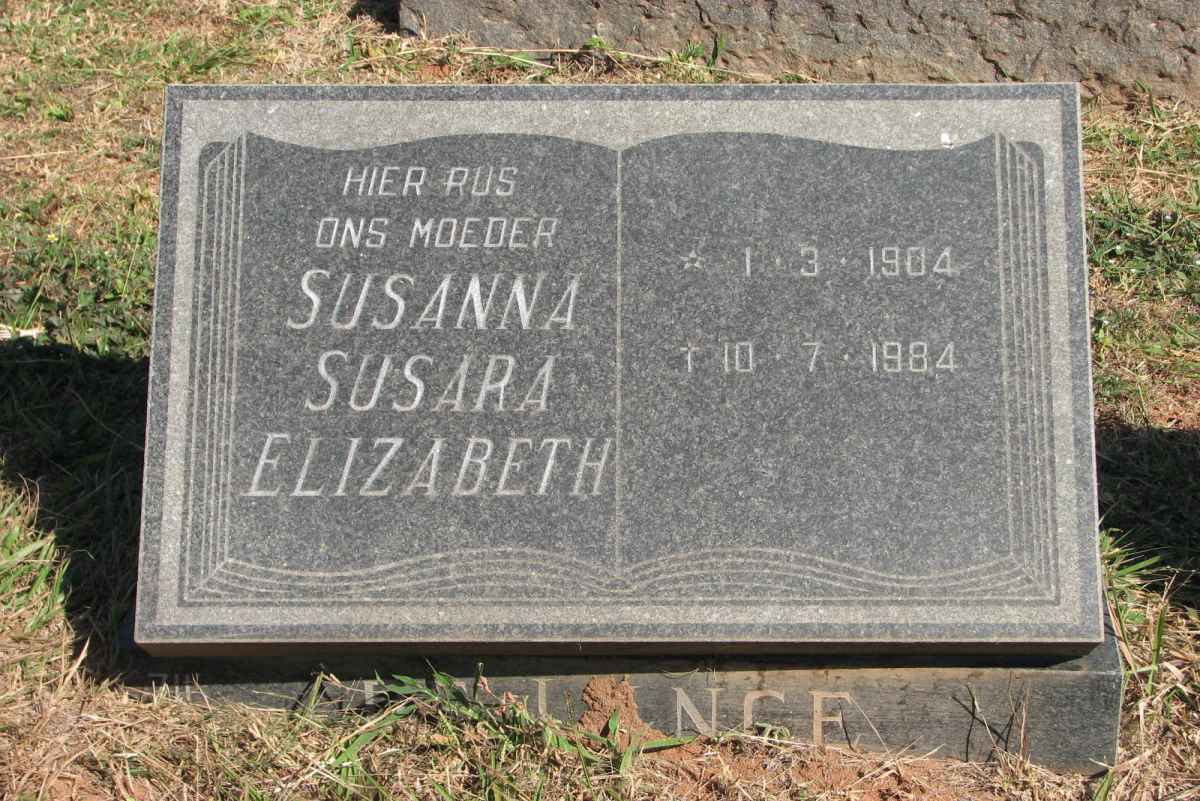 HIER RUS
ONS MOEDER
SUSANNA
SUSARA
ELIZABETH
☆ 1 · 3 · 1904
† 10 · 7 · 1984